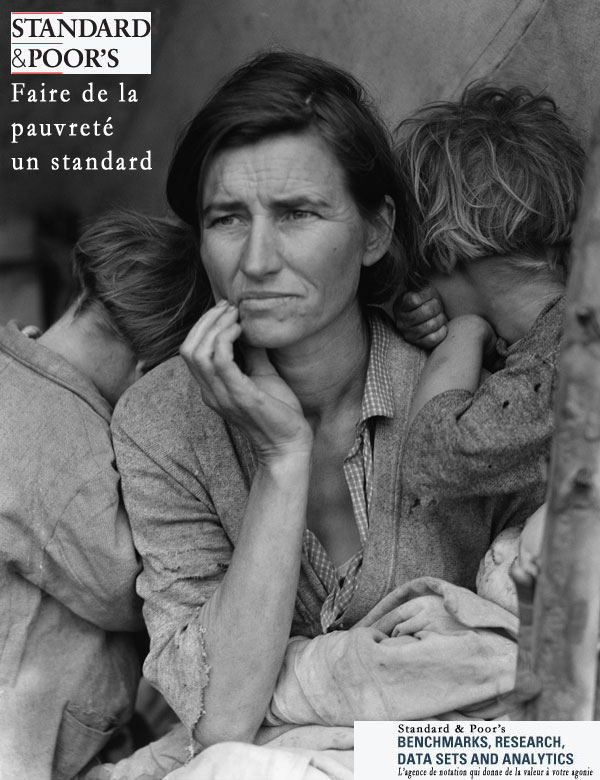 STANDARD
&POOR'S
Faire de la
pauvreté
un standard
Standard & Poor's
BENCHMARKS, RESEARCH,
DATA SETS AND ANALYTICS
L'agence de notation qui donne de la valeur à votre agonie